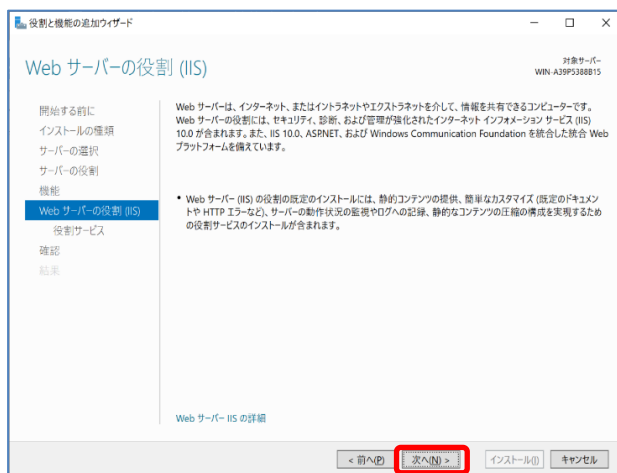 役割と機能の追加ウィザード
Web サーバーの役割 (IIS)
対象サーバー
WIN-A39P5388B15
開始する前に
インストールの種類
サーバーの選択
サーバーの役割
機能
Web サーバーの役割 (IIS)
役割サービス
確認
結果
Web サーバーは、インターネット、またはイントラネットやエクストラネットを介して、情報を共有できるコンピューターです。
Web サーバーの役割には、セキュリティ、診断、および管理が強化されたインターネット インフォメーション サービス (IIS)
10.0 が含まれます。また、IIS 10.0、ASP.NET、および Windows Communication Foundation を統合した統合 Web
プラットフォームを備えています。
• Web サーバー (IIS) の役割の既定のインストールには、静的コンテンツの提供、簡単なカスタマイズ (既定のドキュメン
トや HTTP エラーなど)、サーバーの動作状況の監視やログへの記録、静的なコンテンツの圧縮の構成を実現するため
の役割サービスのインストールが含まれます。
Web サーバー IIS の詳細
< 前へ(P)
次へ(N) >
インストール(I)
キャンセル